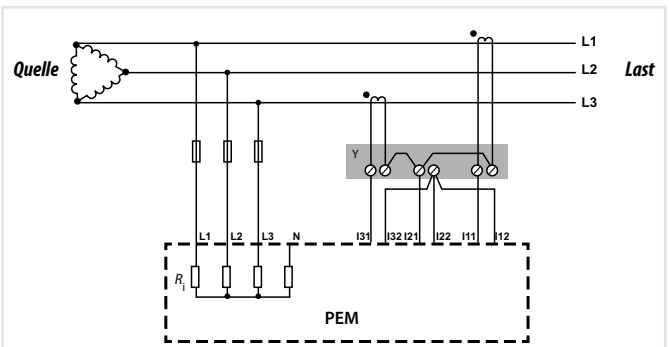 L1
Quelle L2 Last
L3
Y
L1 L2 L3 N I31 I32 I21 I22 I11 I12
Ri
PEM